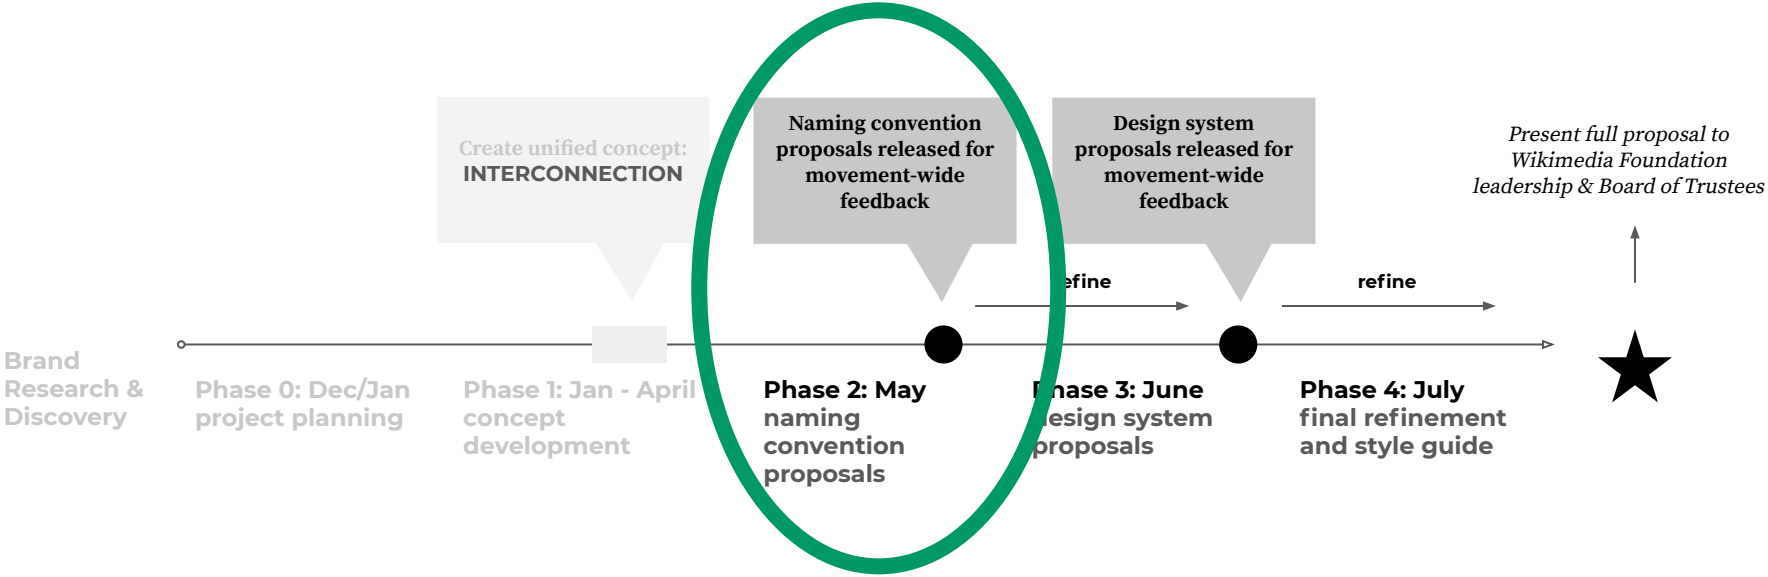 Create unified concept:
INTERCONNECTION
Naming convention
proposals released for
movement-wide
feedback
Design system
proposals released for
movement-wide
feedback
Present full proposal to
Wikimedia Foundation
leadership & Board of Trustees
efine
refine
Brand
Research &
Discovery
Phase 0: Dec/Jan
project planning
Phase 1: Jan - April
concept
development
Phase 2: May
naming
convention
proposals
Phase 3: June
design system
proposals
Phase 4: July
final refinement
and style guide